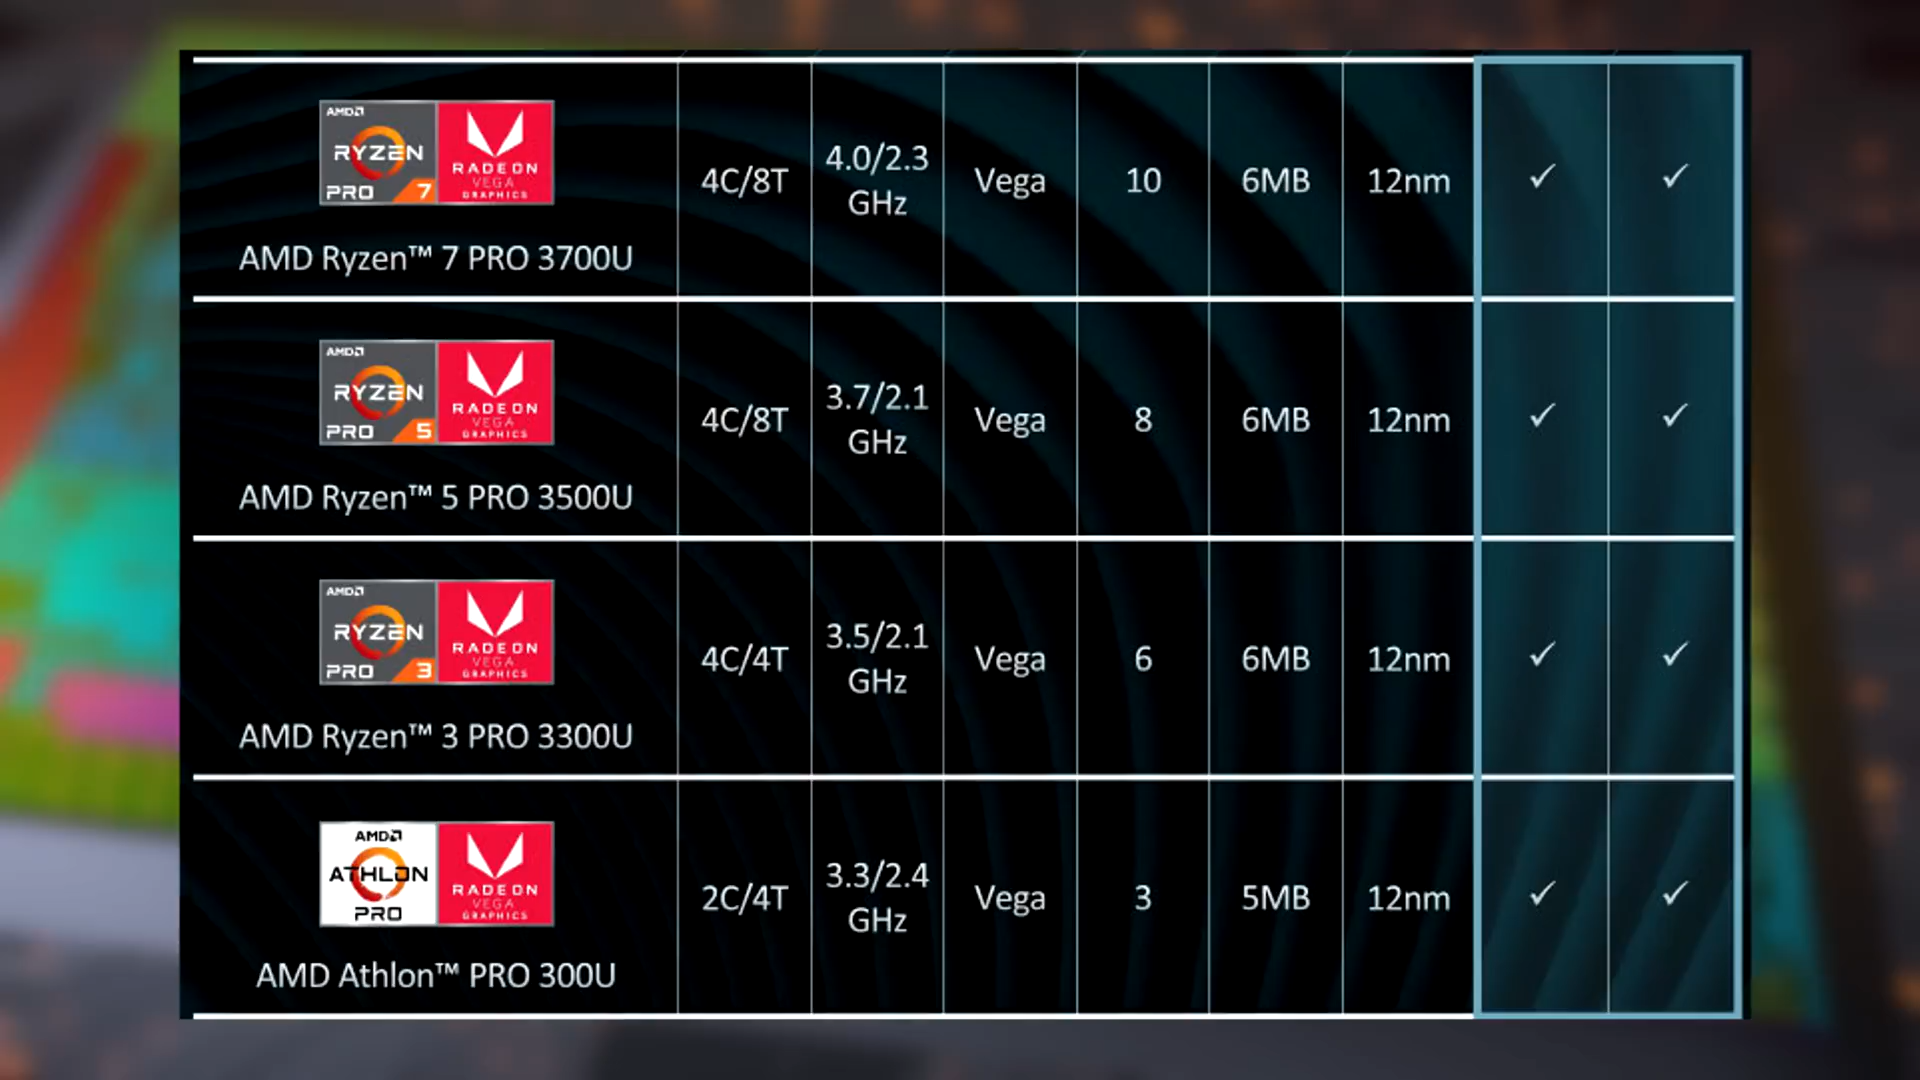 AMD
RYZEN
PRO 7
RADEON
VEGA
GRAPHICS
AMD Ryzen™ 7 PRO 3700U
4C/8T
4.0/2.3
GHz
Vega
10
6MB
12nm
✓
✓
AMD
RYZEN
PRO 5
RADEON
VEGA
GRAPHICS
AMD Ryzen™ 5 PRO 3500U
4C/8T
3.7/2.1
GHz
Vega
8
6MB
12nm
✓
✓
AMD
RYZEN
PRO 3
RADEON
VEGA
GRAPHICS
AMD Ryzen™ 3 PRO 3300U
4C/4T
3.5/2.1
GHz
Vega
6
6MB
12nm
✓
✓
AMD
ATHLON
PRO
RADEON
VEGA
GRAPHICS
AMD Athlon™ PRO 300U
2C/4T
3.3/2.4
GHz
Vega
3
5MB
12nm
✓
✓